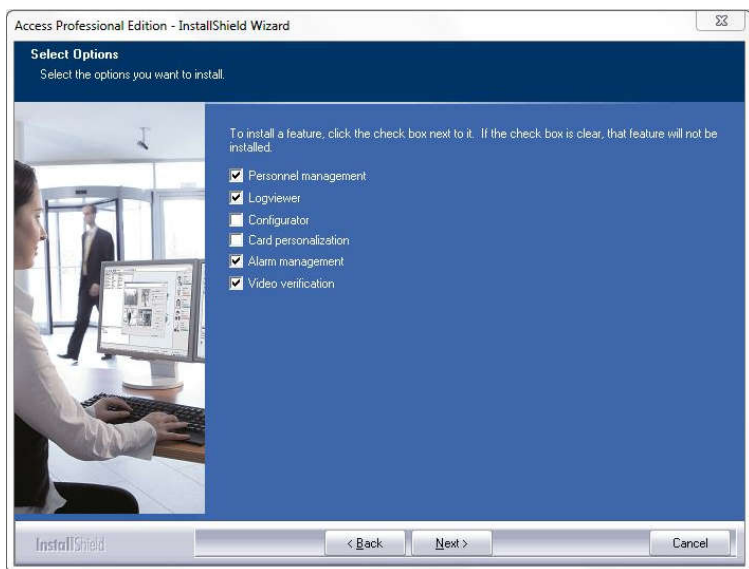 Access Professional Edition - InstallShield Wizard
Select Options
Select the options you want to install.
To install a feature, click the check box next to it. If the check box is clear, that feature will not be
installed.
Personnel management
Logviewer
Configurator
Card personalization
Alarm management
Video verification
InstallShield
< Back
Next >
Cancel